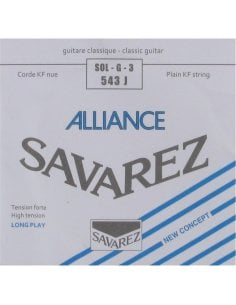 guitare classique - classic guitar
Corde KF nue
SOL - G - 3
543 J
Plain KF string
ALLIANCE
SAVAREZ
Tension forte
High tension
LONG PLAY
SAVAREZ
NEW CONCEPT